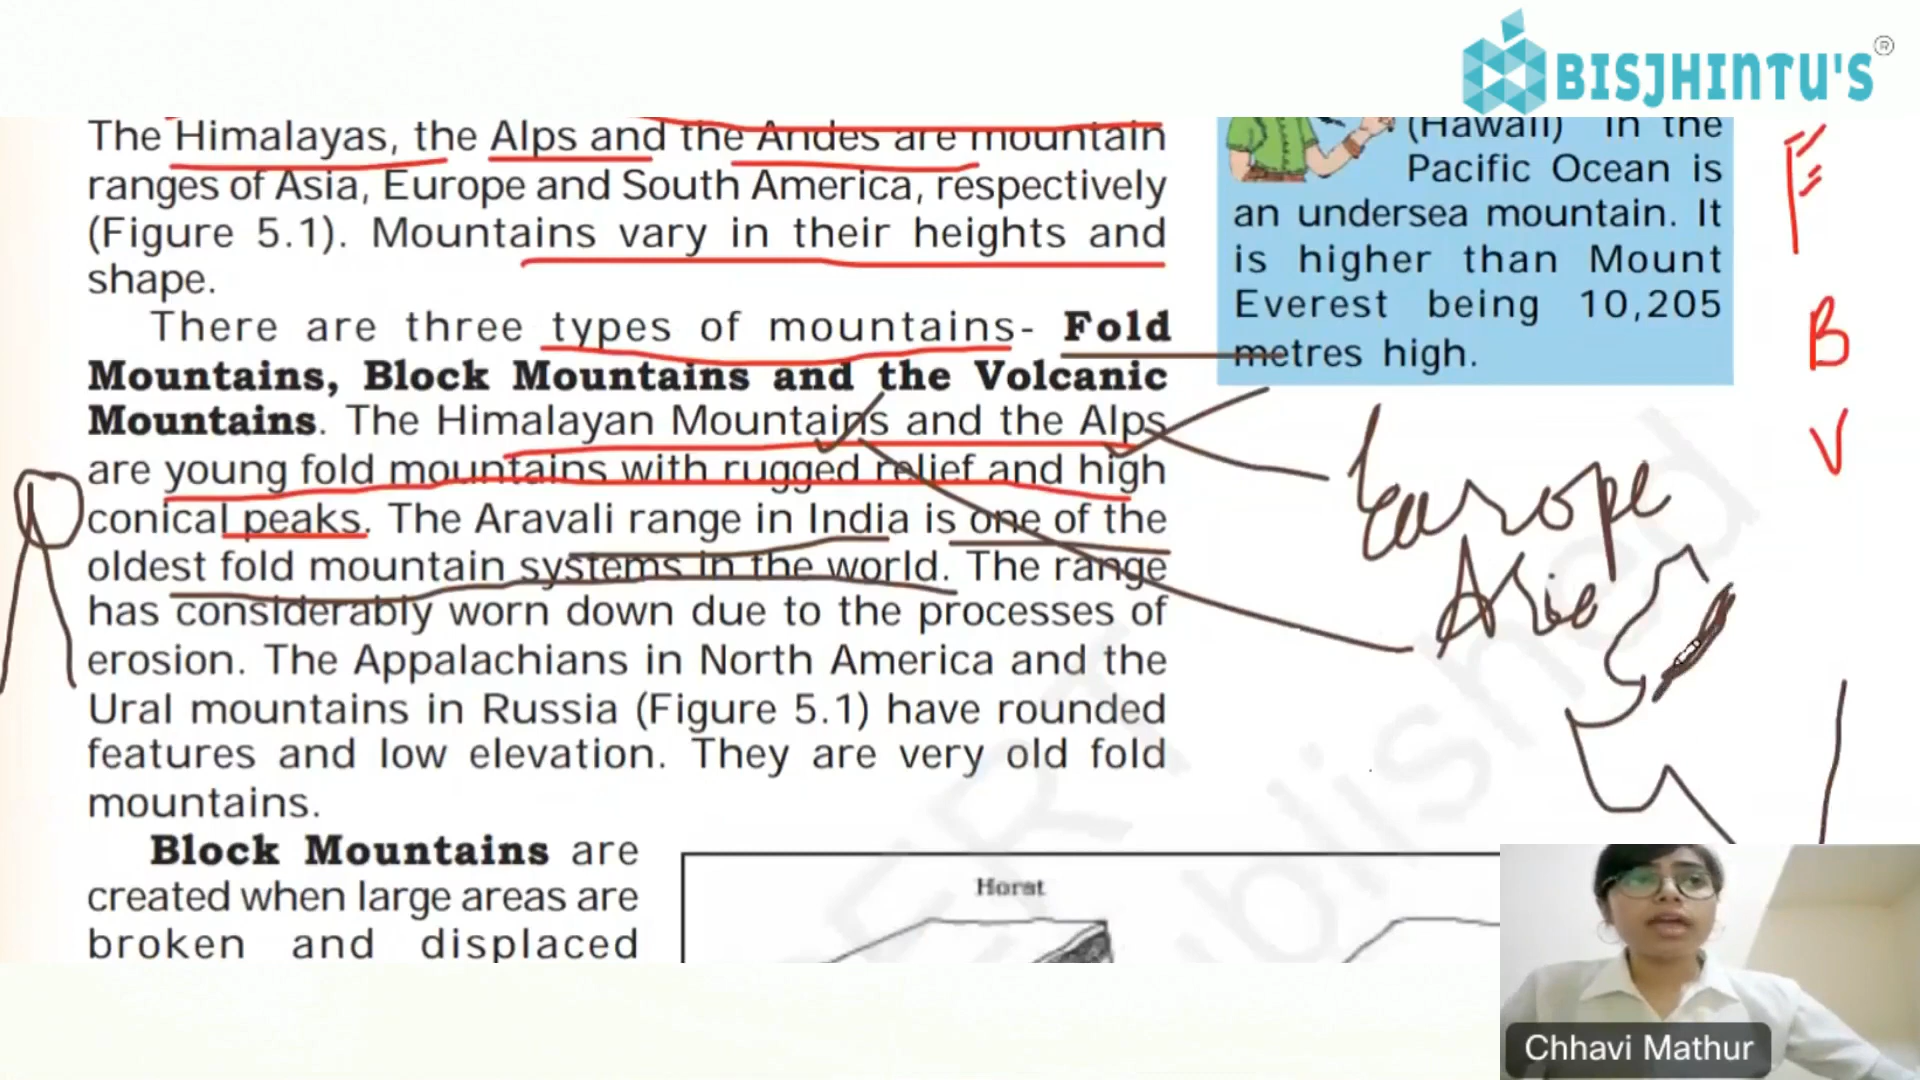 BISJHINTU'S®
The Himalayas, the Alps and the Andes are mountain
ranges of Asia, Europe and South America, respectively
(Figure 5.1). Mountains vary in their heights and
shape.
There are three types of mountains- Fold
Mountains, Block Mountains and the Volcanic
Mountains. The Himalayan Mountains and the Alps
are young fold mountains with rugged relief and high
conical peaks. The Aravali range in India is one of the
oldest fold mountain systems in the world. The range
has considerably worn down due to the processes of
erosion. The Appalachians in North America and the
Ural mountains in Russia (Figure 5.1) have rounded
features and low elevation. They are very old fold
mountains.
Block Mountains are
created when large areas are
broken and displaced
Horst
(Hawaii) in the
Pacific Ocean is
an undersea mountain. It
is higher than Mount
Everest being 10,205
metres high.
F
B
V
Europe
Asia
Chhavi Mathur